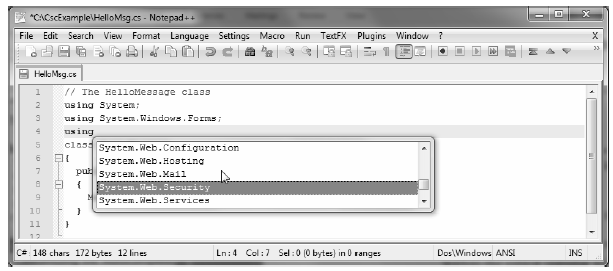 *C:\CscExample\HelloMsg.cs - Notepad++
File Edit Search View Format Language Settings Macro Run TextFX Plugins Window ? X
HelloMsg.cs
1 // The HelloMessage class
2 using System;
3 using System.Windows.Forms;
4 using
5 class
System.Web.Configuration
6 {
System.Web.Hosting
7 pub
System.Web.Mail
8 {
System.Web.Security
9 M
System.Web.Services
10 }
11 }
12
C#: 148 chars 172 bytes 12 lines Ln : 4 Col : 7 Sel : 0 (0 bytes) in 0 ranges Dos\Windows ANSI INS